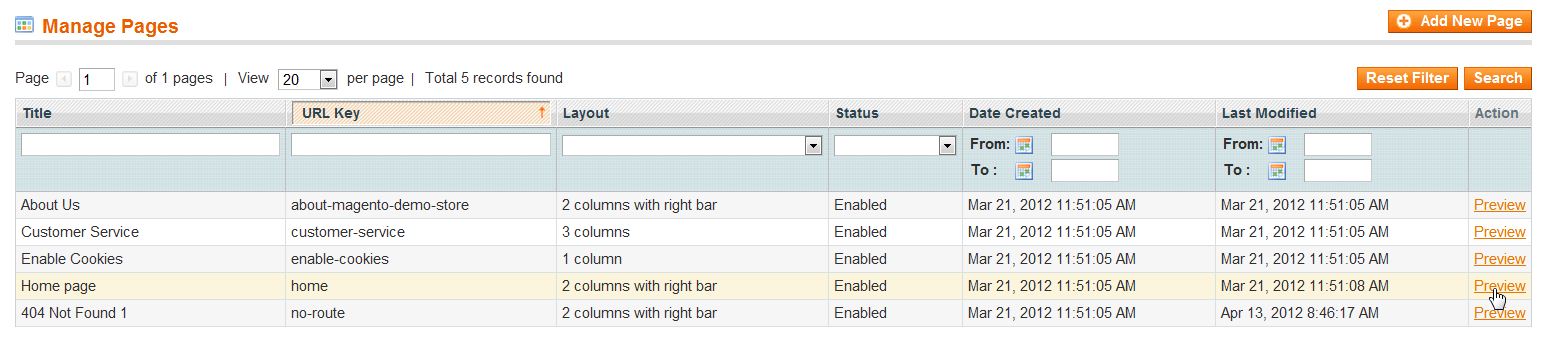 Manage Pages Add New Page
Page 1 of 1 pages | View 20 per page | Total 5 records found Reset Filter Search
Title URL Key Layout Status Date Created Last Modified Action
From: From:
To : To :
About Us about-magento-demo-store 2 columns with right bar Enabled Mar 21, 2012 11:51:05 AM Mar 21, 2012 11:51:05 AM Preview
Customer Service customer-service 3 columns Enabled Mar 21, 2012 11:51:05 AM Mar 21, 2012 11:51:05 AM Preview
Enable Cookies enable-cookies 1 column Enabled Mar 21, 2012 11:51:05 AM Mar 21, 2012 11:51:05 AM Preview
Home page home 2 columns with right bar Enabled Mar 21, 2012 11:51:05 AM Mar 21, 2012 11:51:08 AM Preview
404 Not Found 1 no-route 2 columns with right bar Enabled Mar 21, 2012 11:51:05 AM Apr 13, 2012 8:46:17 AM Preview